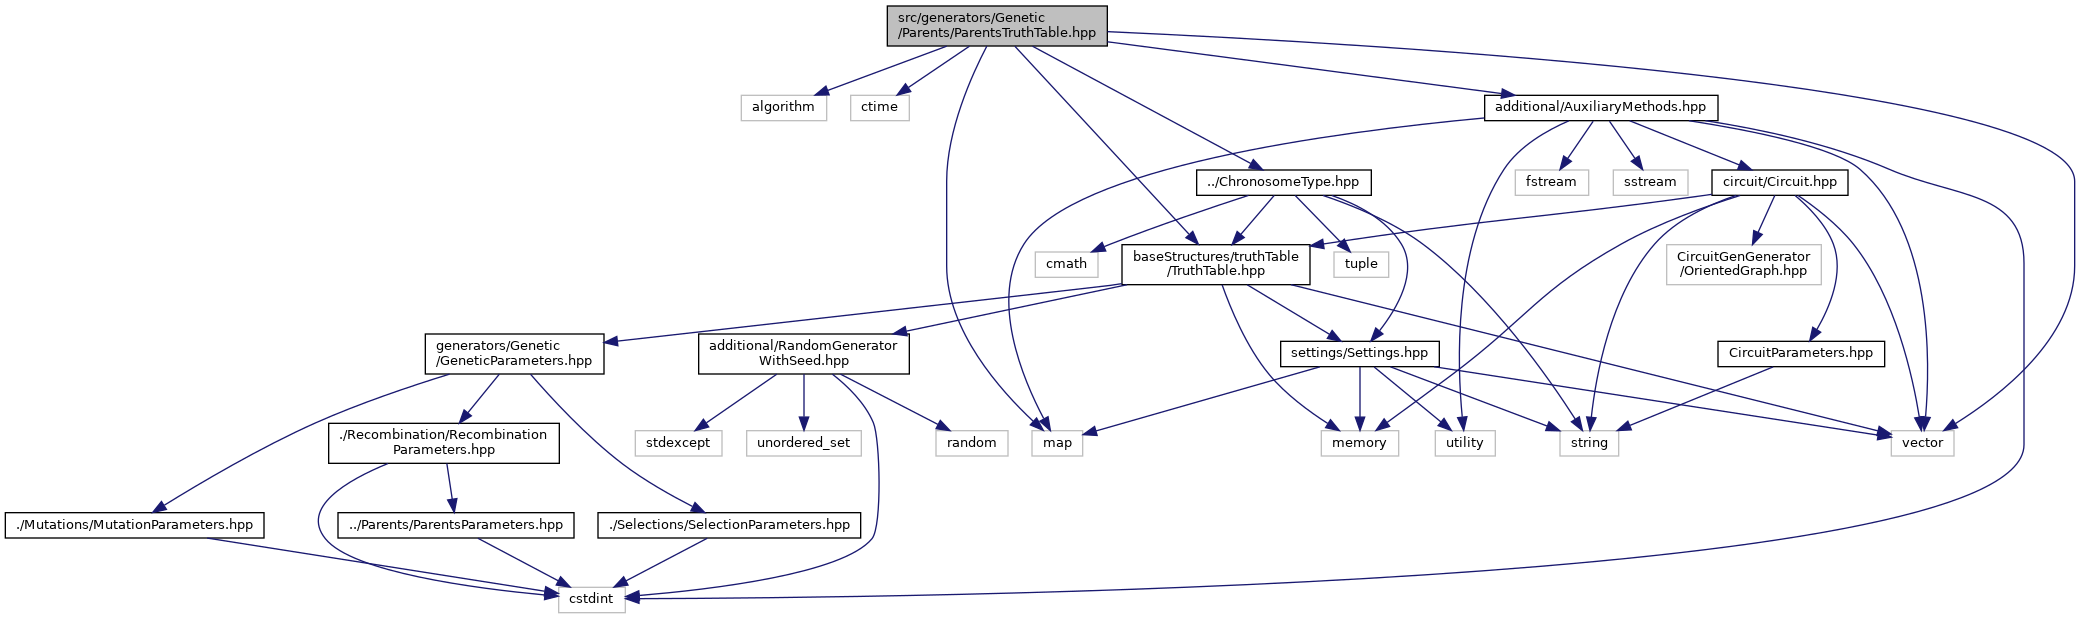 src/generators/Genetic
/Parents/ParentsTruthTable.hpp
algorithm
ctime
additional/AuxiliaryMethods.hpp
../ChronosomeType.hpp
fstream
sstream
circuit/Circuit.hpp
cmath
baseStructures/truthTable
/TruthTable.hpp
tuple
CircuitGenGenerator
/OrientedGraph.hpp
generators/Genetic
/GeneticParameters.hpp
additional/RandomGenerator
WithSeed.hpp
settings/Settings.hpp
CircuitParameters.hpp
./Recombination/Recombination
Parameters.hpp
stdexcept
unordered_set
random
map
memory
utility
string
vector
./Mutations/MutationParameters.hpp
../Parents/ParentsParameters.hpp
./Selections/SelectionParameters.hpp
cstdint